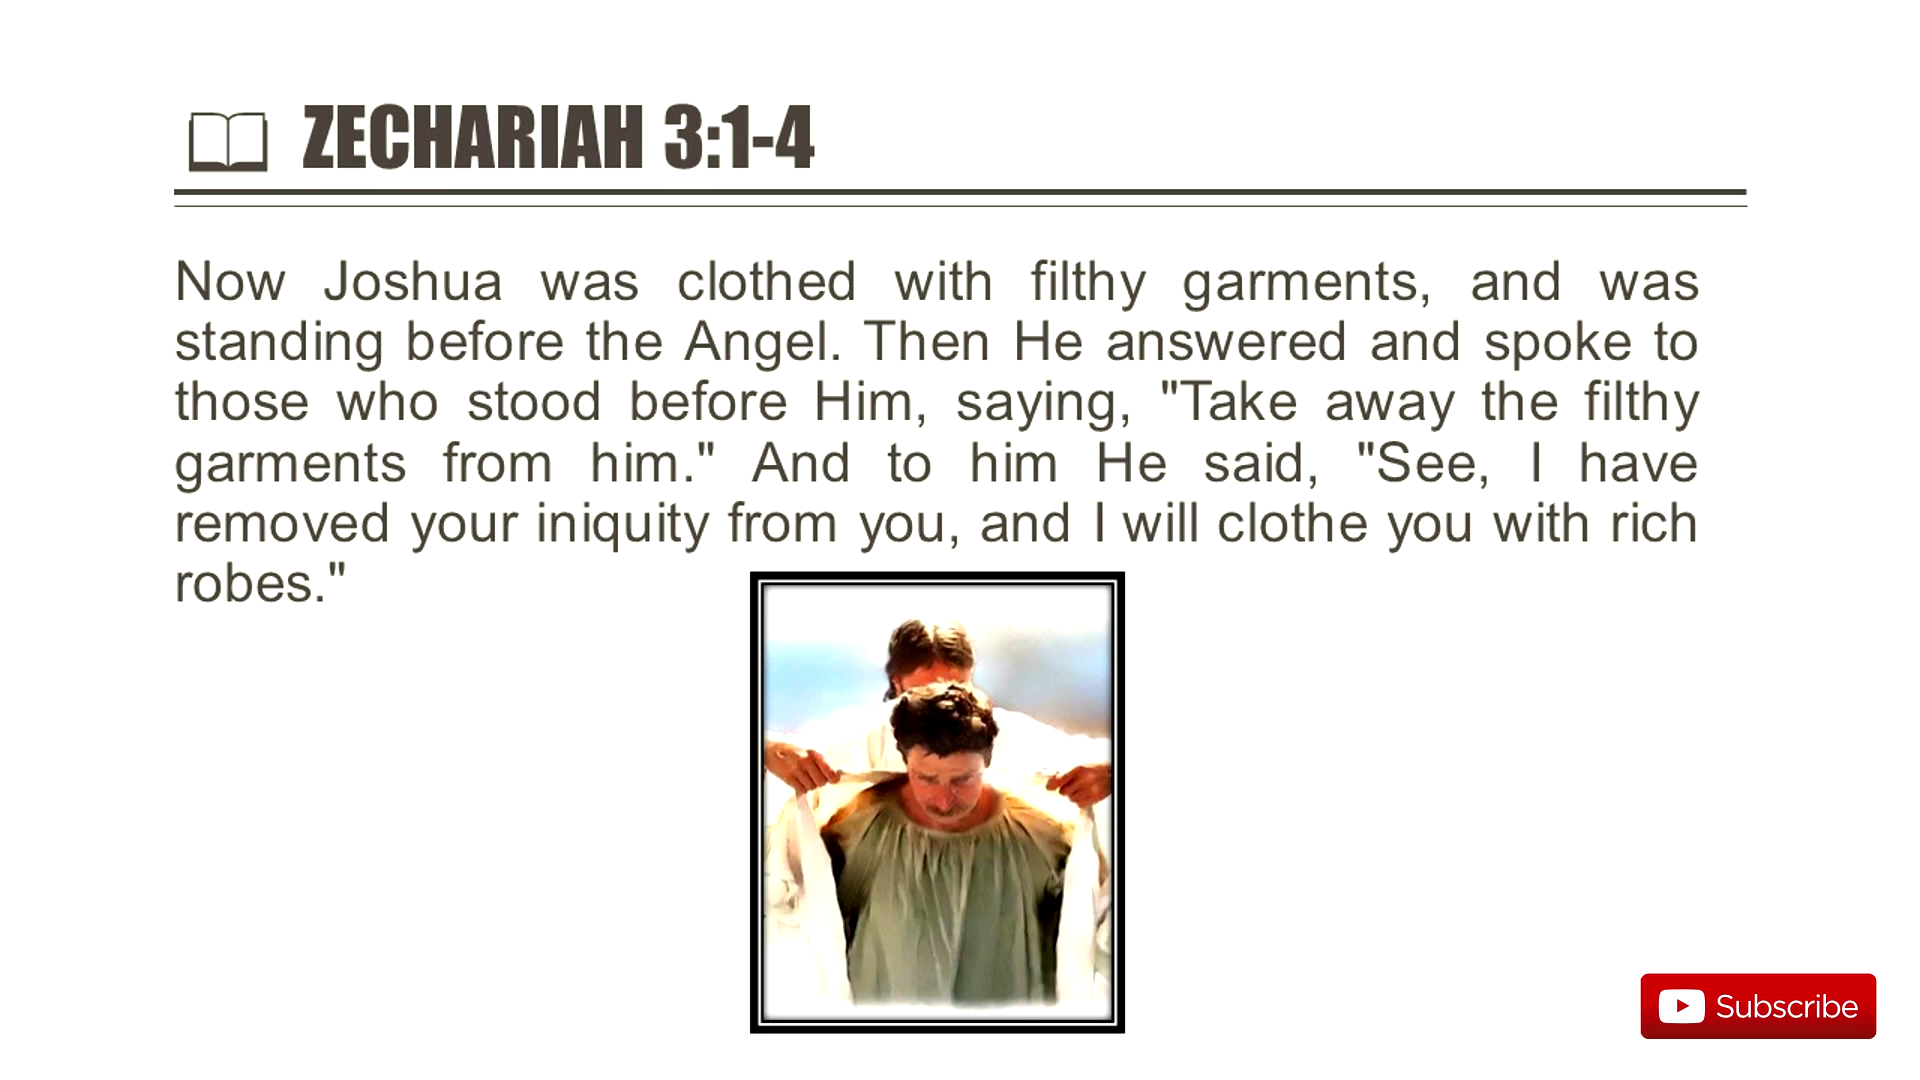 ZECHARIAH 3:1-4
Now Joshua was clothed with filthy garments, and was
standing before the Angel. Then He answered and spoke to
those who stood before Him, saying, "Take away the filthy
garments from him." And to him He said, "See, I have
removed your iniquity from you, and I will clothe you with rich
robes."
Subscribe